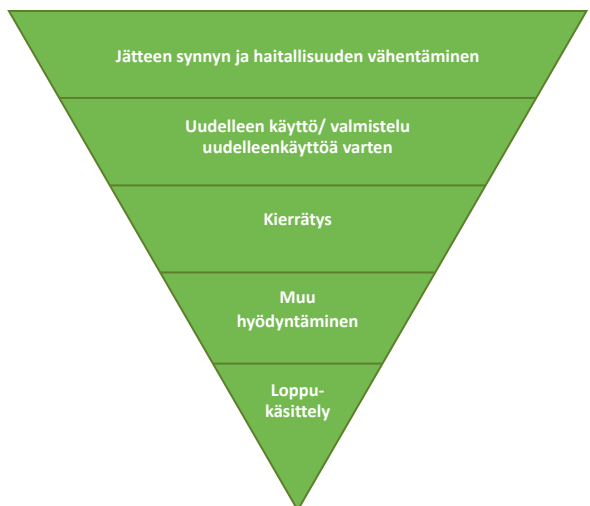 Jätteen synnyn ja haitallisuuden vähentäminen
Uudelleen käyttö/ valmistelu
uudelleenkäyttöä varten
Kierrätys
Muu
hyödyntäminen
Loppu-
käsittely